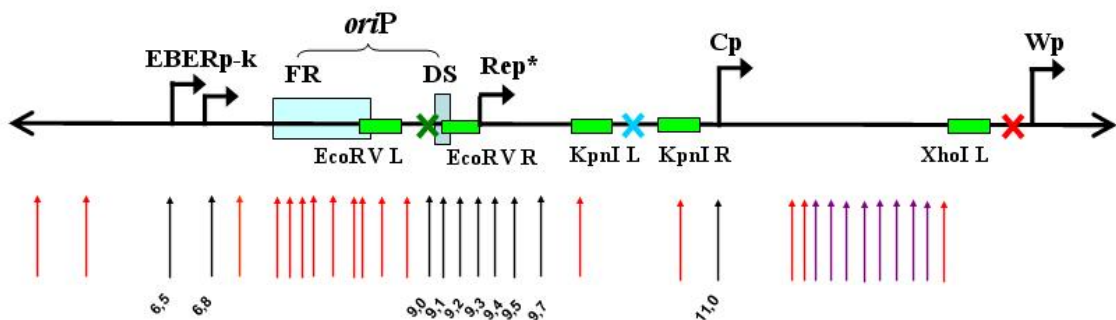 oriP
EBERp-k FR DS Rep* Cp Wp
EcoRV L EcoRV R KpnI L KpnI R XhoI L
6,5 6,8 9,0 9,1 9,2 9,3 9,4 9,5 9,7 11,0